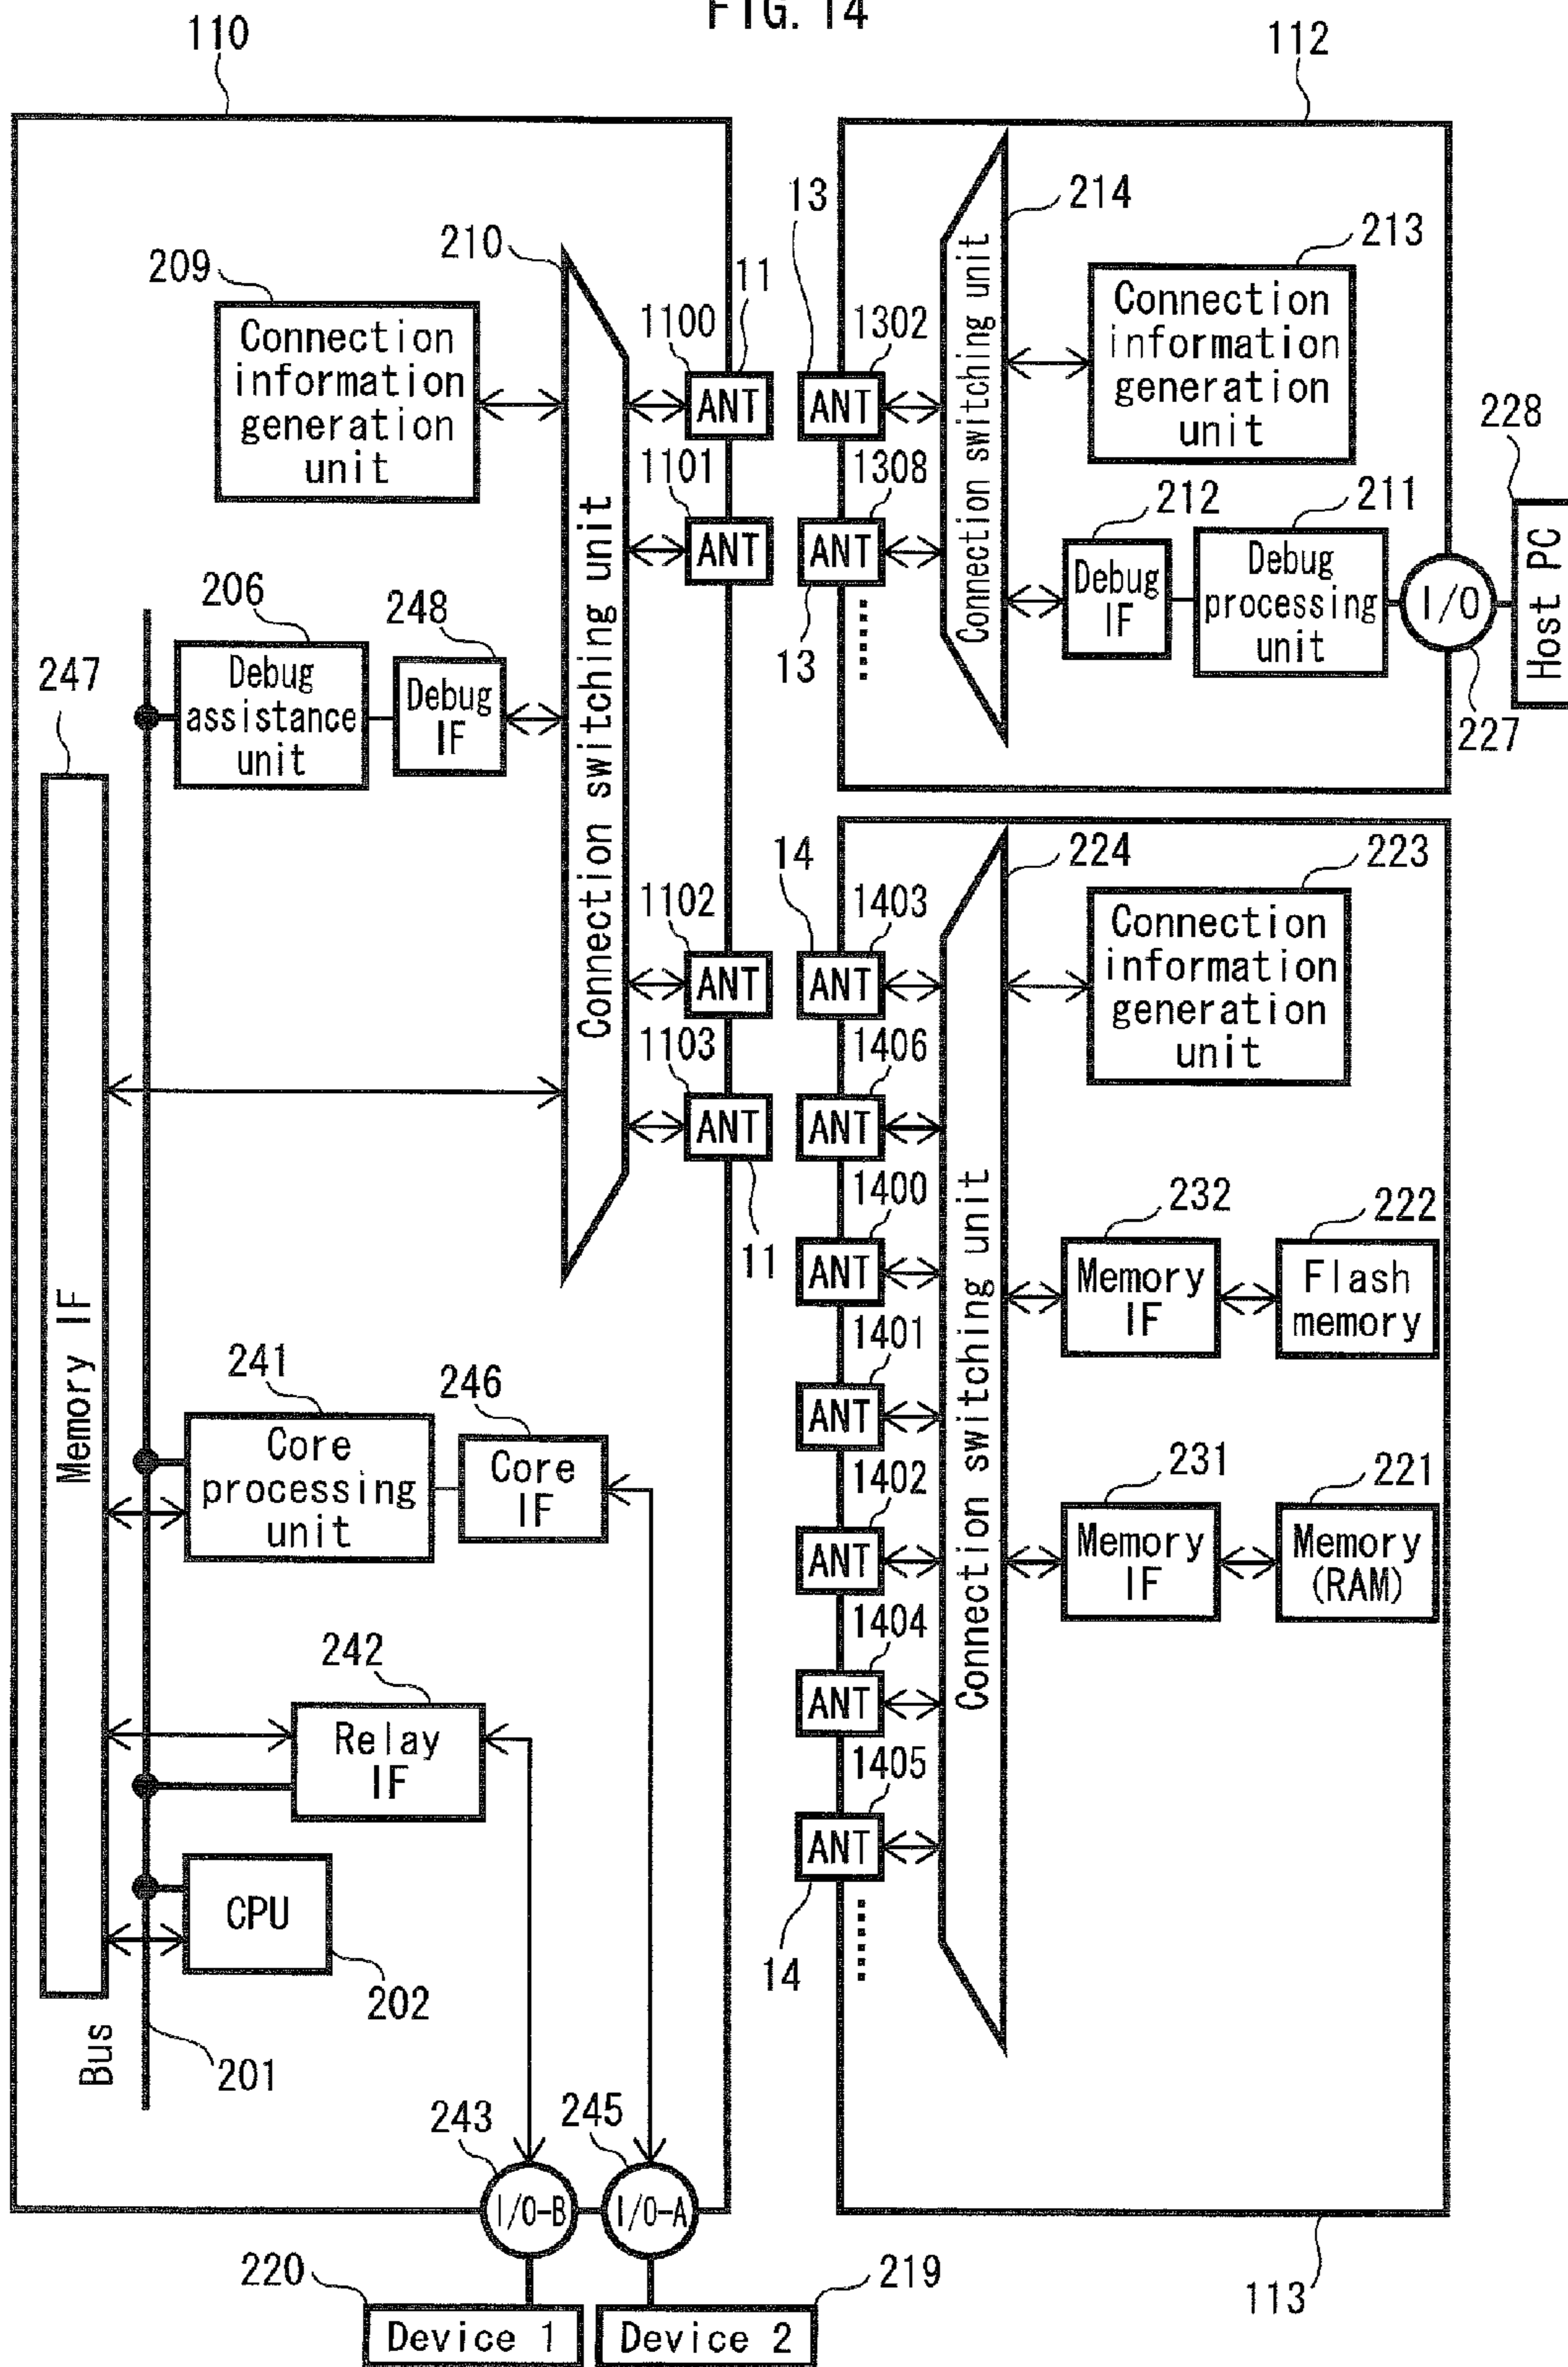 FIG. 14
110
112
209
Connection
information
generation
unit
210
Connection switching unit
11
1100
ANT
1101
ANT
1102
ANT
1103
ANT
11
206
Debug
assistance
unit
248
Debug
IF
247
Memory IF
241
Core
processing
unit
246
Core
IF
242
Relay
IF
CPU
202
Bus
201
243
I/O-B
245
I/O-A
220
Device 1
219
Device 2
13
1302
ANT
1308
ANT
13
214
Connection switching unit
213
Connection
information
generation
unit
212
Debug
IF
211
Debug
processing
unit
I/O
227
228
Host PC
14
1403
ANT
1406
ANT
1400
ANT
1401
ANT
1402
ANT
1404
ANT
1405
ANT
14
224
Connection switching unit
223
Connection
information
generation
unit
232
Memory
IF
222
Flash
memory
231
Memory
IF
221
Memory
(RAM)
113